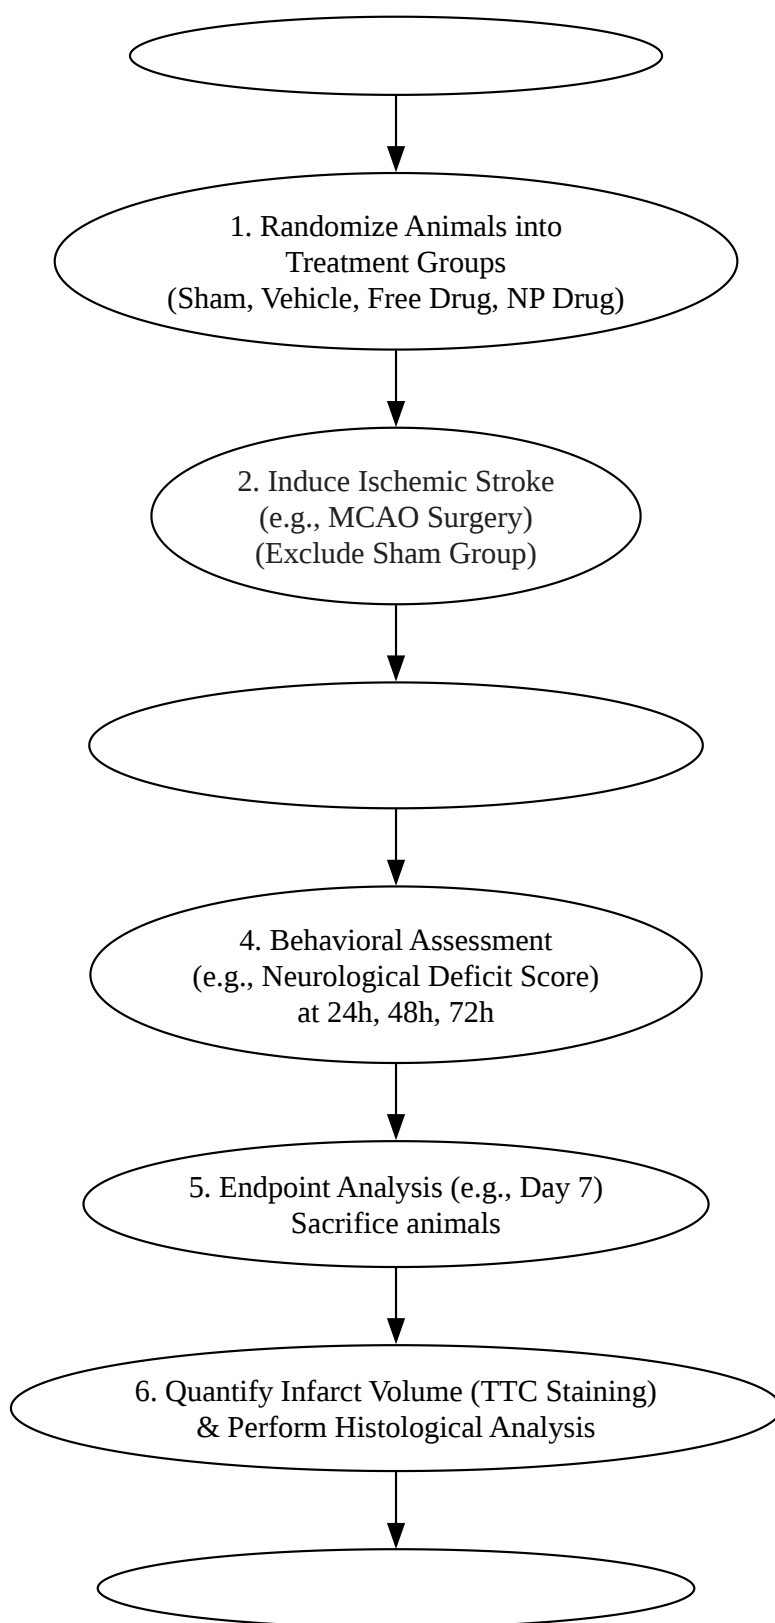 1. Randomize Animals into
Treatment Groups
(Sham, Vehicle, Free Drug, NP Drug)
2. Induce Ischemic Stroke
(e.g., MCAO Surgery)
(Exclude Sham Group)
4. Behavioral Assessment
(e.g., Neurological Deficit Score)
at 24h, 48h, 72h
5. Endpoint Analysis (e.g., Day 7)
Sacrifice animals
6. Quantify Infarct Volume (TTC Staining)
& Perform Histological Analysis